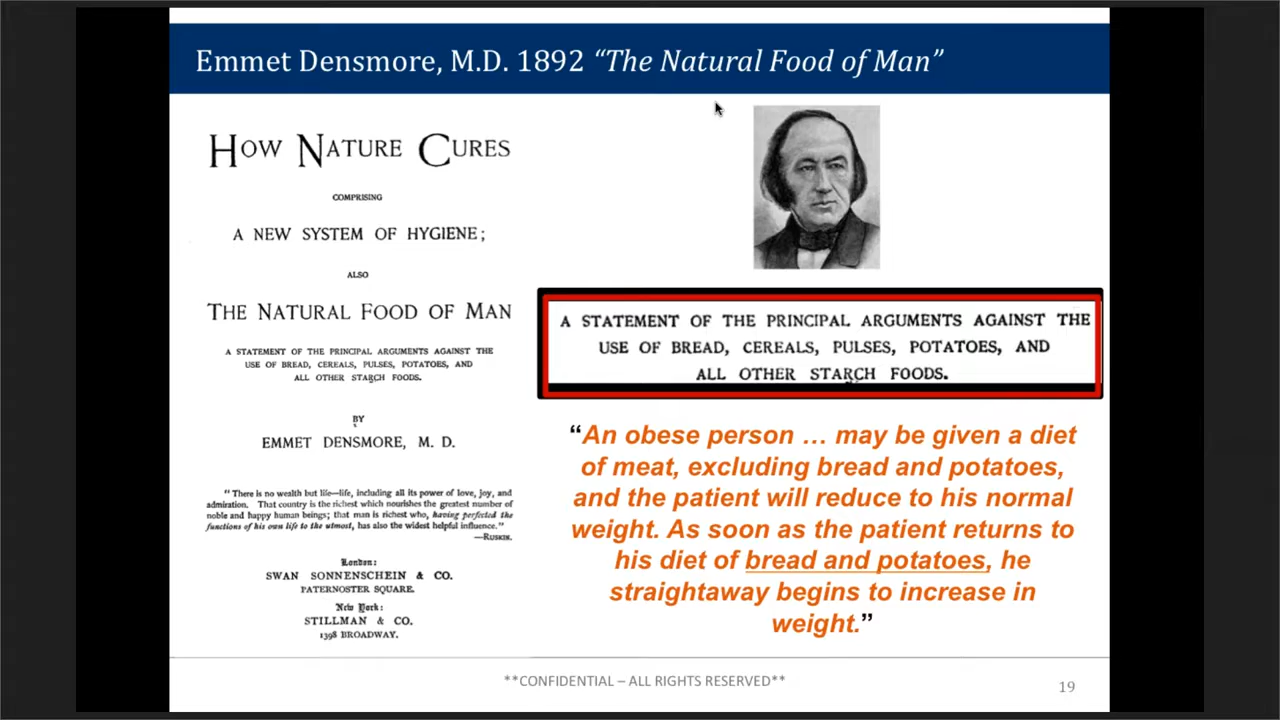 Emmet Densmore, M.D. 1892 “The Natural Food of Man”
HOW NATURE CURES
COMPRISING
A NEW SYSTEM OF HYGIENE;
ALSO
THE NATURAL FOOD OF MAN
A STATEMENT OF THE PRINCIPAL ARGUMENTS AGAINST THE
USE OF BREAD, CEREALS, PULSES, POTATOES, AND
ALL OTHER STARCH FOODS.
BY
EMMET DENSMORE, M. D.
“There is no wealth but life—life, including all its power of love, joy, and
admiration. That country is the richest which nourishes the greatest number of
noble and happy human beings; that man is richest who, having perfected the
functions of his own life to the utmost, has also the widest helpful influence.”
—RUSKIN.
London:
SWAN SONNENSCHEIN & CO.
PATERNOSTER SQUARE.
New York:
STILLMAN & CO.
1398 BROADWAY.
A STATEMENT OF THE PRINCIPAL ARGUMENTS AGAINST THE
USE OF BREAD, CEREALS, PULSES, POTATOES, AND
ALL OTHER STARCH FOODS.
“An obese person … may be given a diet
of meat, excluding bread and potatoes,
and the patient will reduce to his normal
weight. As soon as the patient returns to
his diet of bread and potatoes, he
straightaway begins to increase in
weight.”
**CONFIDENTIAL – ALL RIGHTS RESERVED**
19